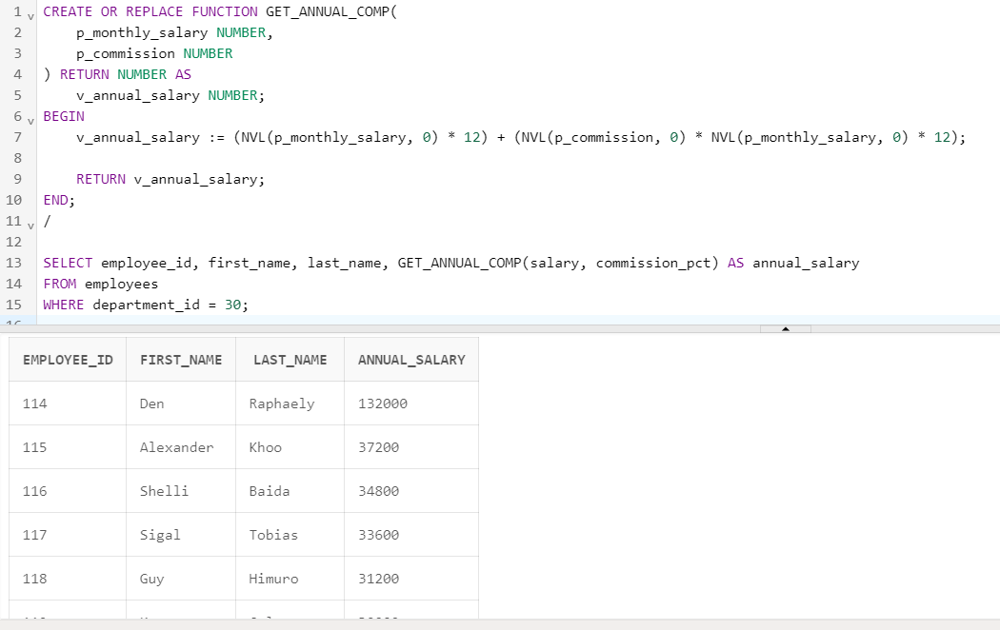 1 CREATE OR REPLACE FUNCTION GET_ANNUAL_COMP(
2 p_monthly_salary NUMBER,
3 p_commission NUMBER
4 ) RETURN NUMBER AS
5 v_annual_salary NUMBER;
6 BEGIN
7 v_annual_salary := (NVL(p_monthly_salary, 0) * 12) + (NVL(p_commission, 0) * NVL(p_monthly_salary, 0) * 12);
8
9 RETURN v_annual_salary;
10 END;
11 /
12
13 SELECT employee_id, first_name, last_name, GET_ANNUAL_COMP(salary, commission_pct) AS annual_salary
14 FROM employees
15 WHERE department_id = 30;
EMPLOYEE_ID FIRST_NAME LAST_NAME ANNUAL_SALARY
114 Den Raphaely 132000
115 Alexander Khoo 37200
116 Shelli Baida 34800
117 Sigal Tobias 33600
118 Guy Himuro 31200